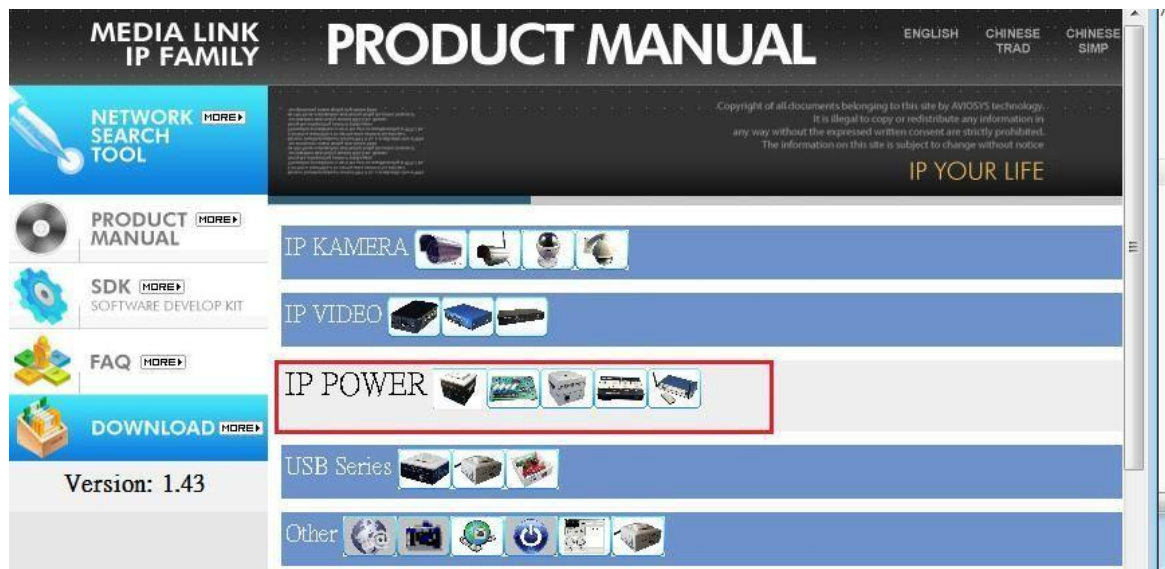 MEDIA LINK
IP FAMILY
PRODUCT MANUAL
ENGLISH
CHINESE
TRAD
CHINESE
SIMP
NETWORK MORE
SEARCH
TOOL
Copyright of all documents belonging to this site by AVIOSYS technology.
It is illegal to copy or redistribute any information in
any way without the expressed written consent are strictly prohibited.
The information on this site is subject to change without notice
IP YOUR LIFE
PRODUCT MORE
MANUAL
SDK MORE
SOFTWARE DEVELOP KIT
FAQ MORE
DOWNLOAD MORE
Version: 1.43
IP KAMERA
IP VIDEO
IP POWER
USB Series
Other